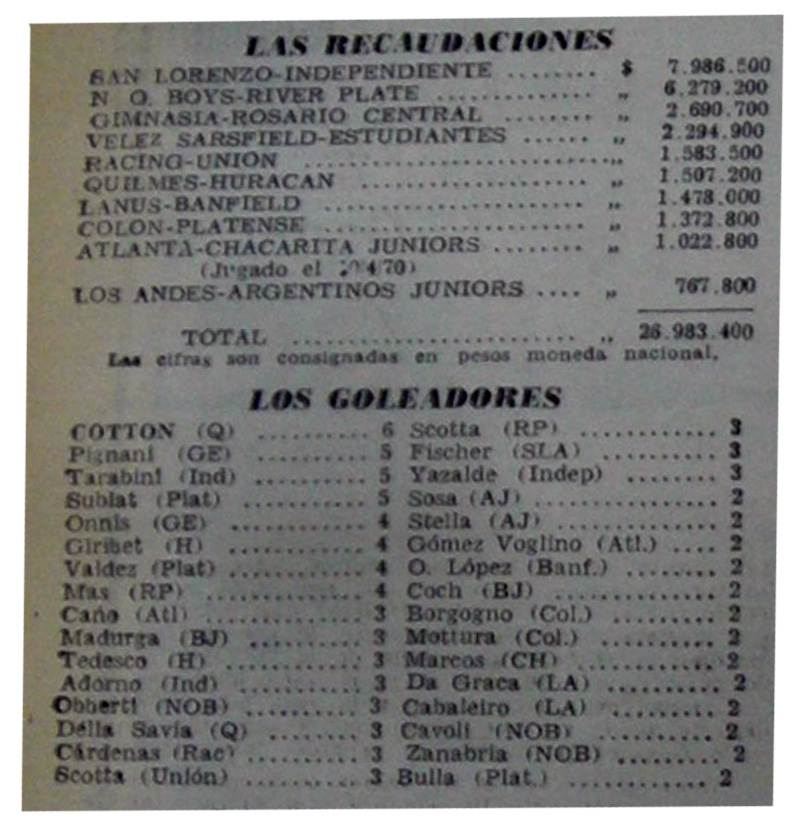 LAS RECAUDACIONES
SAN LORENZO-INDEPENDIENTE ........ $ 7.986.500
N O. BOYS-RIVER PLATE .............. „ 6.279.200
GIMNASIA-ROSARIO CENTRAL ........ „ 2.690.700
VELEZ SARSFIELD-ESTUDIANTES ...... „ 2.294.900
RACING-UNION ........................„ 1.583.500
QUILMES-HURACAN .................. „ 1.507.200
LANUS-BANFIELD .................... „ 1.478.000
COLON-PLATENSE .................... „ 1.372.800
ATLANTA-CHACARITA JUNIORS ........ „ 1.022.800
(Jugado el
LOS ANDES-ARGENTINOS JUNIORS .... „ 767.800
TOTAL .......................... „ 26.983.400
Las cifras son consignadas en pesos moneda nacional.
LOS GOLEADORES
COTTON (Q) .......... 6 Scotta (RP) ............ 3
Pignani (GE) .......... 5 Fischer (SLA) .......... 3
Tarabini (Ind) ........ 5 Yazalde (Indep) ........ 3
Sublat (Plat) .......... 5 Sosa (AJ) .............. 2
Onnis (GE) ............ 4 Stella (AJ) ............ 2
Giribet (H) ............ 4 Gómez Voglino (Atl.) .... 2
Valdez (Plat) .......... 4 O. López (Banf.) ........ 2
Mas (RP) .............. 4 Coch (BJ) .............. 2
Caño (Atl) ............ 3 Borgogno (Col.) ........ 2
Madurga (BJ) .......... 3 Mottura (Col.) .......... 2
Tedesco (H) ............ 3 Marcos (CH) ............ 2
Adorno (Ind) .......... 3 Da Graca (LA) .......... 2
Obberti (NOB) .......... 3 Cabaleiro (LA) .......... 2
Della Savia (Q) ........ 3 Cavoli (NOB) .......... 2
Cárdenas (Rac) ........ 3 Zanabria (NOB) ........ 2
Scotta (Unión) ........ 3 Bulla (Plat.) ............ 2